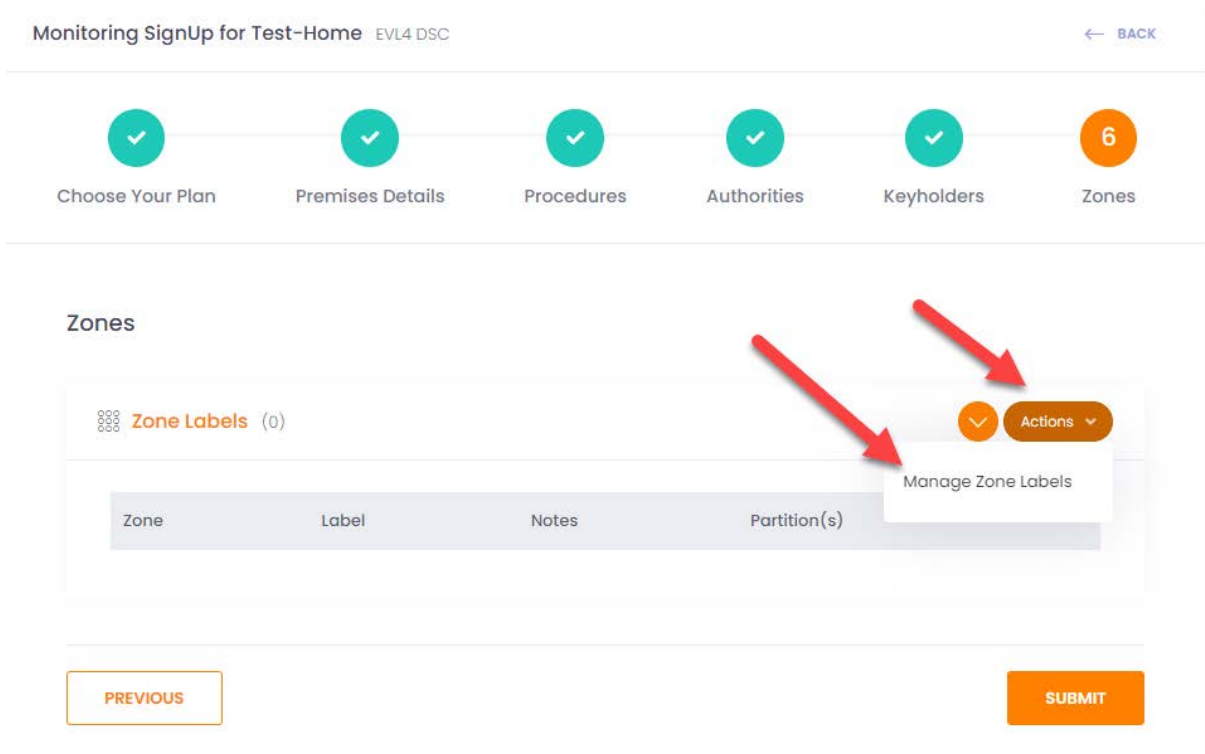 Monitoring SignUp for Test-Home EVL4 DSC
← BACK
6
Choose Your Plan Premises Details Procedures Authorities Keyholders Zones
Zones
Zone Labels (0)
Actions
Manage Zone Labels
Zone Label Notes Partition(s)
PREVIOUS SUBMIT